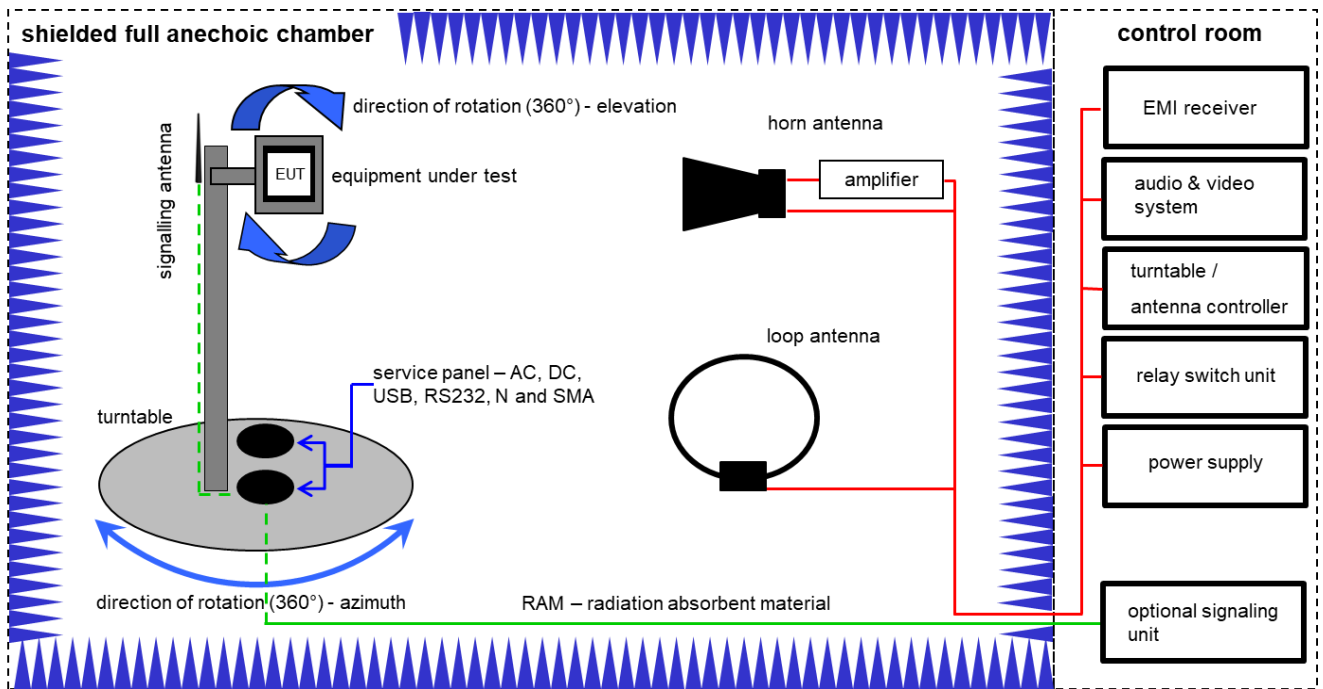 shielded full anechoic chamber
control room
direction of rotation (360°) - elevation
signalling antenna
EUT
equipment under test
horn antenna
amplifier
EMI receiver
audio & video
system
turntable /
antenna controller
loop antenna
relay switch unit
service panel – AC, DC,
USB, RS232, N and SMA
turntable
power supply
direction of rotation (360°) - azimuth
RAM – radiation absorbent material
optional signaling
unit